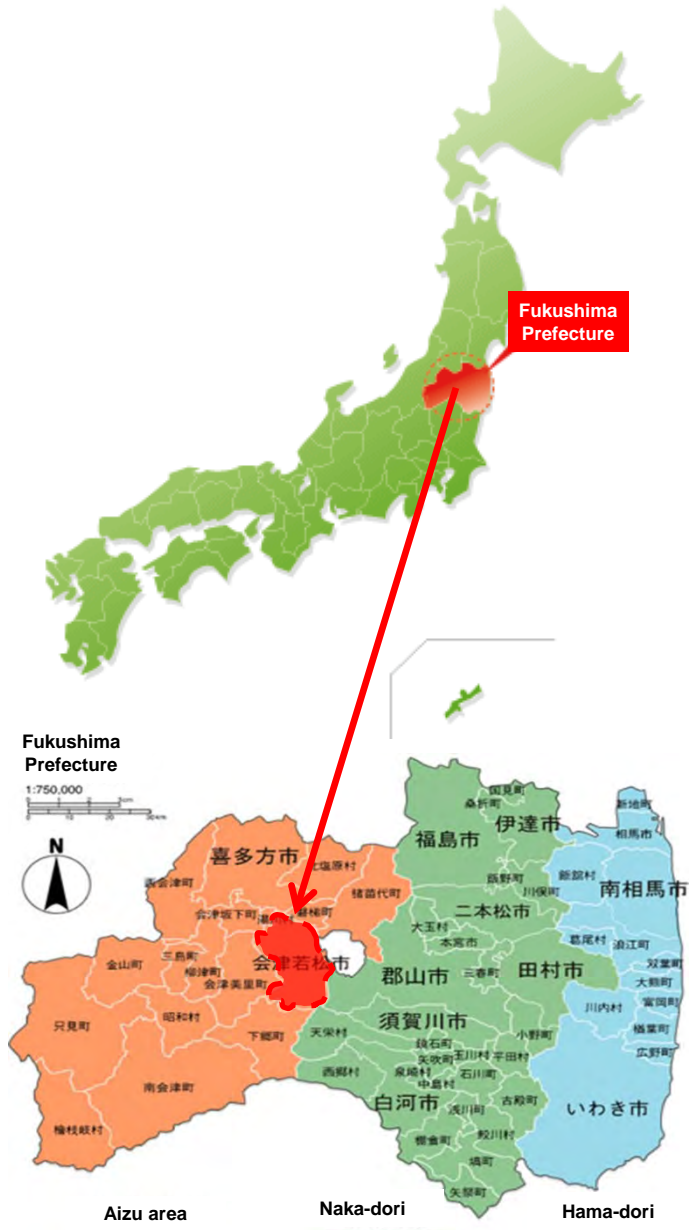 Fukushima
Prefecture
Fukushima
Prefecture
1:750,000
N
国見町
桑折町
伊達市
福島市
新地町
相馬市
喜多方市
北塩原村
西会津町
猪苗代町
飯野町
川俣町
飯舘村
南相馬市
会津坂下町
湯川村
磐梯町
二本松市
大玉村
本宮市
葛尾村
浪江町
双葉町
会津若松市
三島町
金山町
柳津町
会津美里町
郡山市
三春町
田村市
大熊町
富岡町
川内村
楢葉町
広野町
只見町
昭和村
下郷町
天栄村
須賀川市
鏡石町
小野町
矢吹町
玉川村
平田村
西郷村
泉崎村
中島村
石川町
南会津町
檜枝岐村
白河市
浅川町
古殿町
いわき市
棚倉町
鮫川村
塙町
矢祭町
Aizu area
Naka-dori
Hama-dori